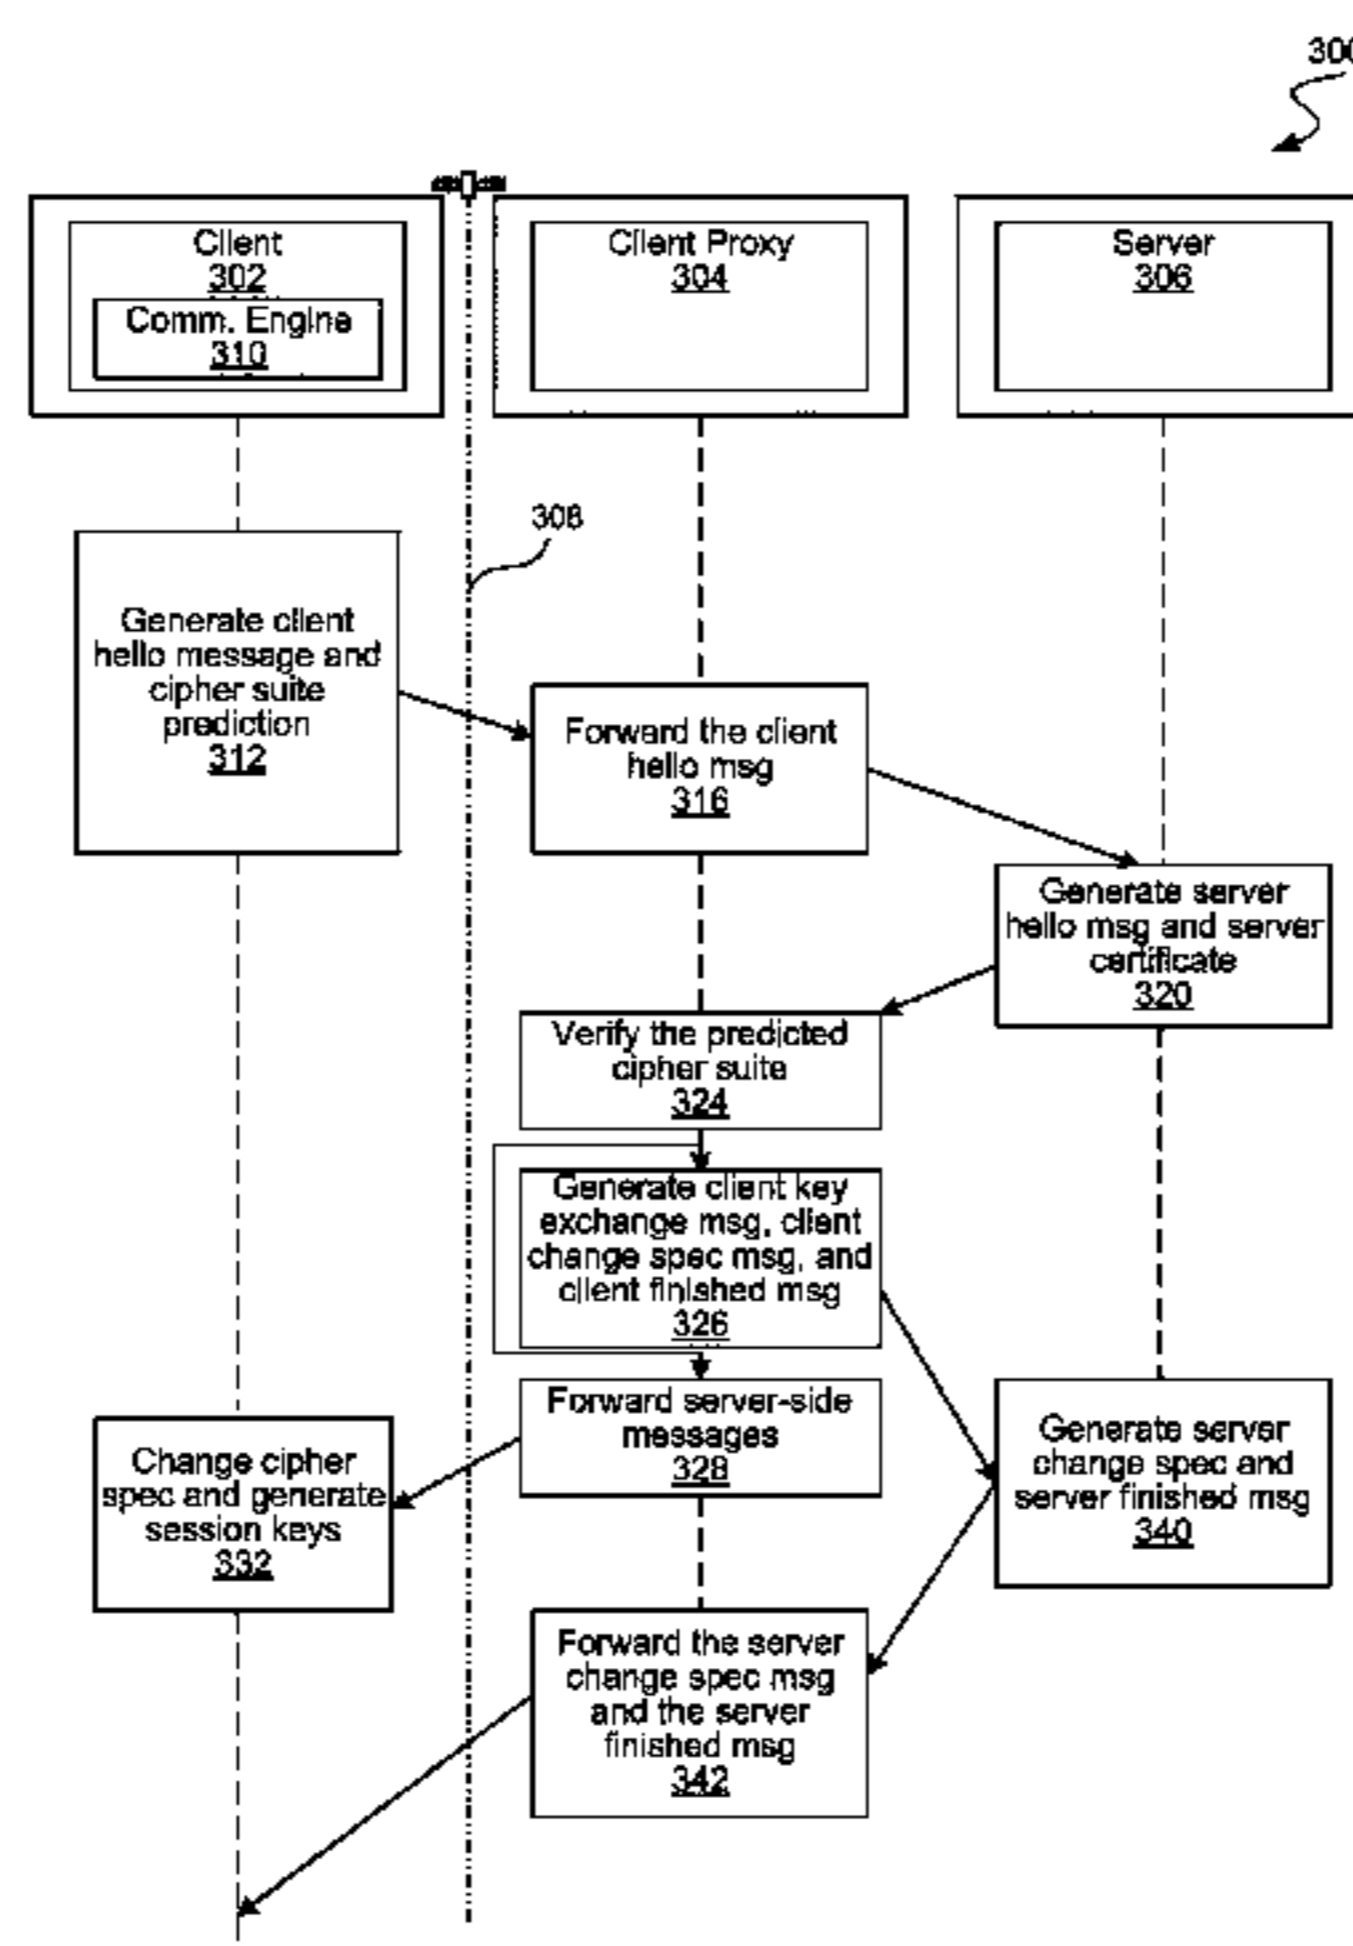 300
Client
302
Comm. Engine
310
Client Proxy
304
Server
306
308
Generate client
hello message and
cipher suite
prediction
312
Forward the client
hello msg
316
Generate server
hello msg and server
certificate
320
Verify the predicted
cipher suite
324
Generate client key
exchange msg, client
change spec msg, and
client finished msg
326
Forward server-side
messages
328
Change cipher
spec and generate
session keys
332
Generate server
change spec and
server finished msg
340
Forward the server
change spec msg
and the server
finished msg
342